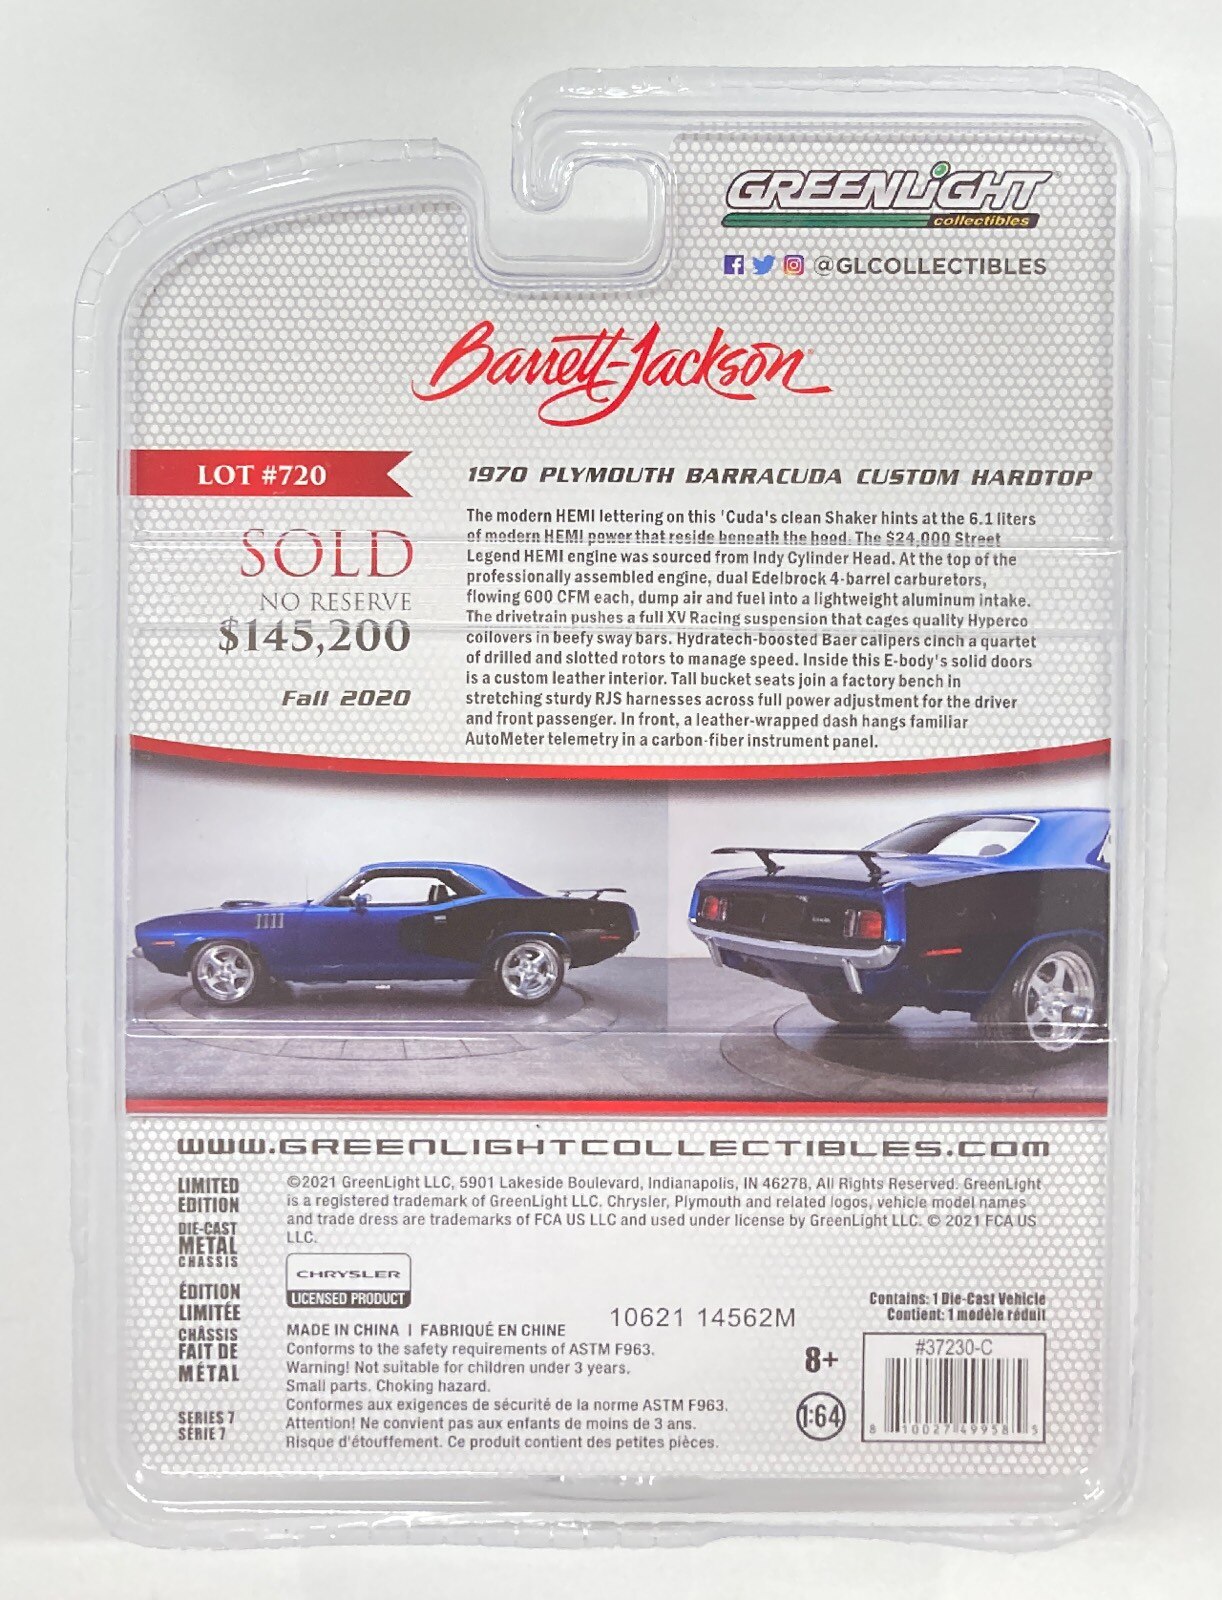 GREENLIGHT
collectibles
@GLCOLLECTIBLES
Barrett-Jackson
LOT #720
SOLD
NO RESERVE
$145,200
Fall 2020
1970 PLYMOUTH BARRACUDA CUSTOM HARDTOP
The modern HEMI lettering on this 'Cuda's clean Shaker hints at the 6.1 liters
of modern HEMI power that reside beneath the hood. The $24,000 Street
Legend HEMI engine was sourced from Indy Cylinder Head. At the top of the
professionally assembled engine, dual Edelbrock 4-barrel carburetors,
flowing 600 CFM each, dump air and fuel into a lightweight aluminum intake.
The drivetrain pushes a full XV Racing suspension that cages quality Hyperco
coilovers in beefy sway bars. Hydratech-boosted Baer calipers cinch a quartet
of drilled and slotted rotors to manage speed. Inside this E-body's solid doors
is a custom leather interior. Tall bucket seats join a factory bench in
stretching sturdy RJS harnesses across full power adjustment for the driver
and front passenger. In front, a leather-wrapped dash hangs familiar
AutoMeter telemetry in a carbon-fiber instrument panel.
WWW.GREENLIGHTCOLLECTIBLES.COM
LIMITED
EDITION
DIE-CAST
METAL
CHASSIS
ÉDITION
LIMITÉE
CHÂSSIS
FAIT DE
MÉTAL
SERIES 7
SÉRIE 7
©2021 GreenLight LLC, 5901 Lakeside Boulevard, Indianapolis, IN 46278, All Rights Reserved. GreenLight
is a registered trademark of GreenLight LLC. Chrysler, Plymouth and related logos, vehicle model names
and trade dress are trademarks of FCA US LLC and used under license by GreenLight LLC. © 2021 FCA US
LLC.
CHRYSLER
LICENSED PRODUCT
10621 14562M
MADE IN CHINA | FABRIQUÉ EN CHINE
Conforms to the safety requirements of ASTM F963.
Warning! Not suitable for children under 3 years.
Small parts. Choking hazard.
Conformes aux exigences de sécurité de la norme ASTM F963.
Attention! Ne convient pas aux enfants de moins de 3 ans.
Risque d'étouffement. Ce produit contient des petites pièces.
Contains: 1 Die-Cast Vehicle
Contient: 1 modèle réduit
8+
1:64
#37230-C
8 10027 49958 5